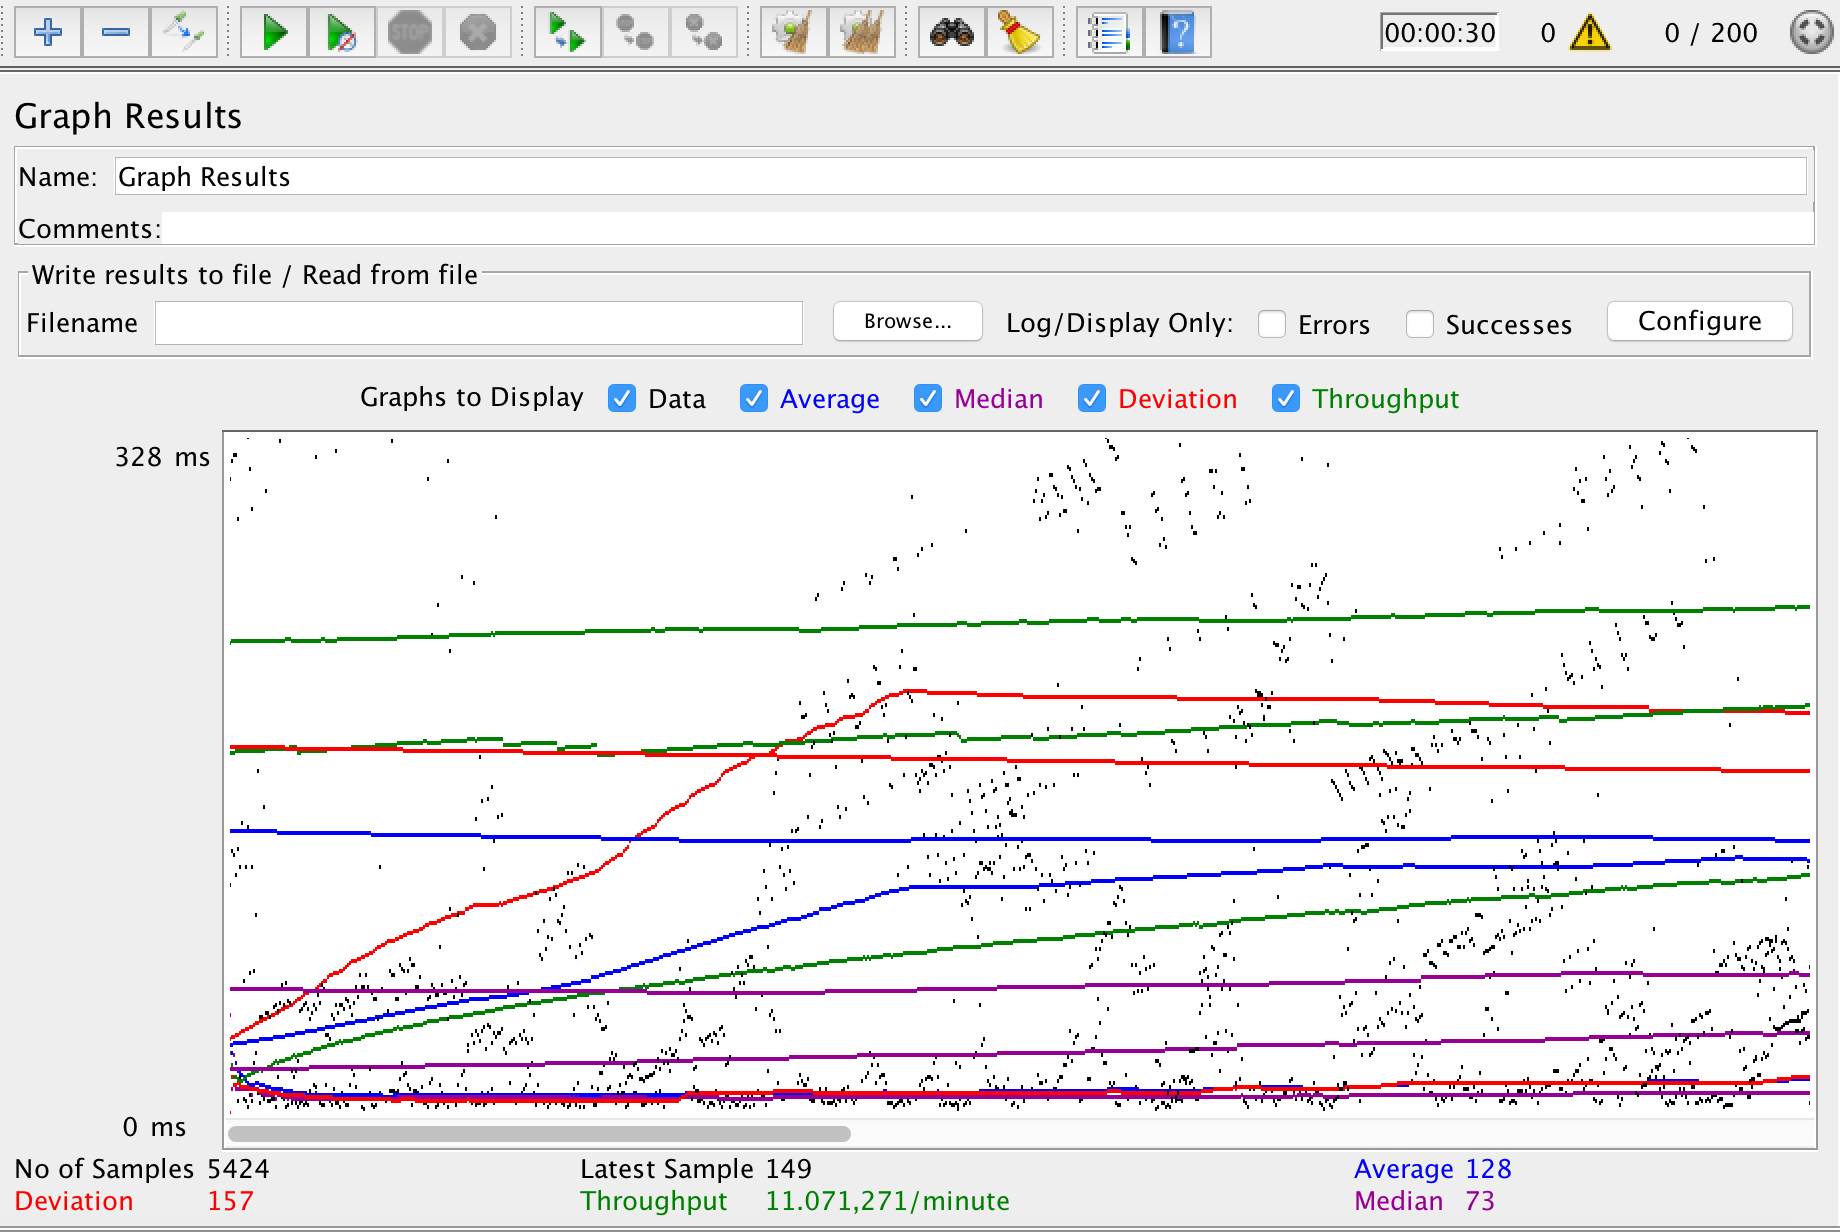 STOP
?
00:00:30 0 0 / 200
Graph Results
Name: Graph Results
Comments:
Write results to file / Read from file
Filename Browse... Log/Display Only: Errors Successes Configure
Graphs to Display Data Average Median Deviation Throughput
328 ms
0 ms
No of Samples 5424 Latest Sample 149 Average 128
Deviation 157 Throughput 11.071,271/minute Median 73